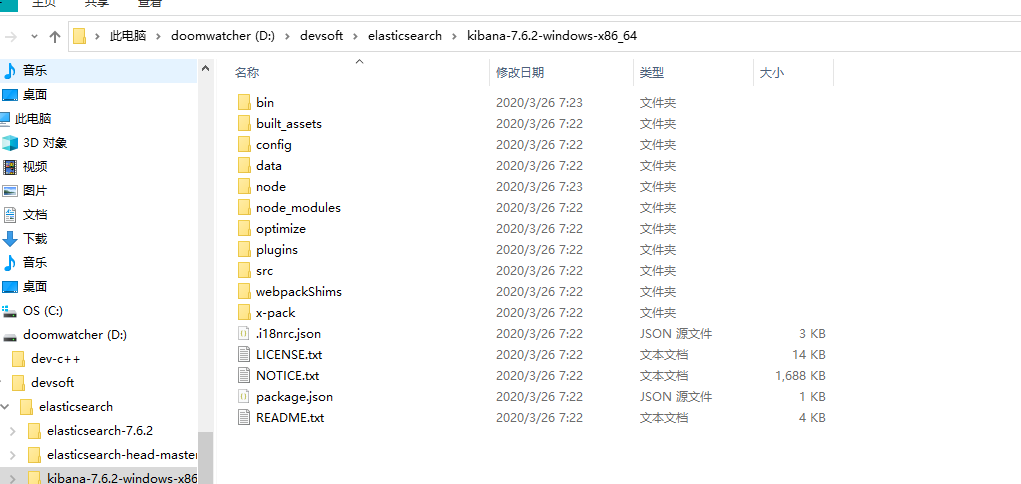 主页 共享 查看
此电脑 doomwatcher (D:) devsoft elasticsearch kibana-7.6.2-windows-x86_64
音乐
桌面
此电脑
3D 对象
视频
图片
文档
下载
音乐
桌面
OS (C:)
doomwatcher (D:)
dev-c++
devsoft
elasticsearch
elasticsearch-7.6.2
elasticsearch-head-master
kibana-7.6.2-windows-x86
名称 修改日期 类型 大小
bin 2020/3/26 7:23 文件夹
built_assets 2020/3/26 7:22 文件夹
config 2020/3/26 7:22 文件夹
data 2020/3/26 7:22 文件夹
node 2020/3/26 7:23 文件夹
node_modules 2020/3/26 7:22 文件夹
optimize 2020/3/26 7:22 文件夹
plugins 2020/3/26 7:22 文件夹
src 2020/3/26 7:22 文件夹
webpackShims 2020/3/26 7:22 文件夹
x-pack 2020/3/26 7:22 文件夹
.i18nrc.json 2020/3/26 7:22 JSON 源文件 3 KB
LICENSE.txt 2020/3/26 7:22 文本文档 14 KB
NOTICE.txt 2020/3/26 7:22 文本文档 1,688 KB
package.json 2020/3/26 7:22 JSON 源文件 1 KB
README.txt 2020/3/26 7:22 文本文档 4 KB